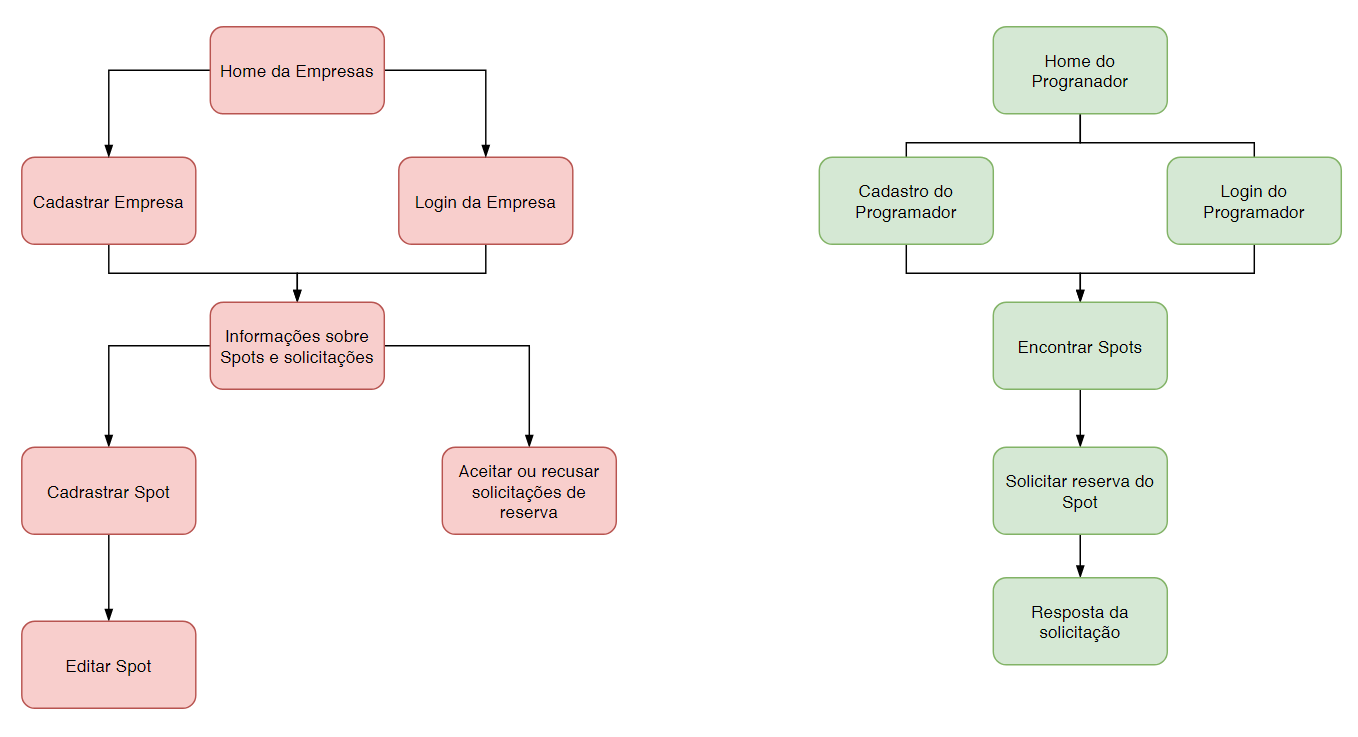 Home da Empresas
Cadastrar Empresa
Login da Empresa
Informações sobre
Spots e solicitações
Cadrastrar Spot
Aceitar ou recusar
solicitações de
reserva
Editar Spot
Home do
Progranador
Cadastro do
Programador
Login do
Programador
Encontrar Spots
Solicitar reserva do
Spot
Resposta da
solicitação